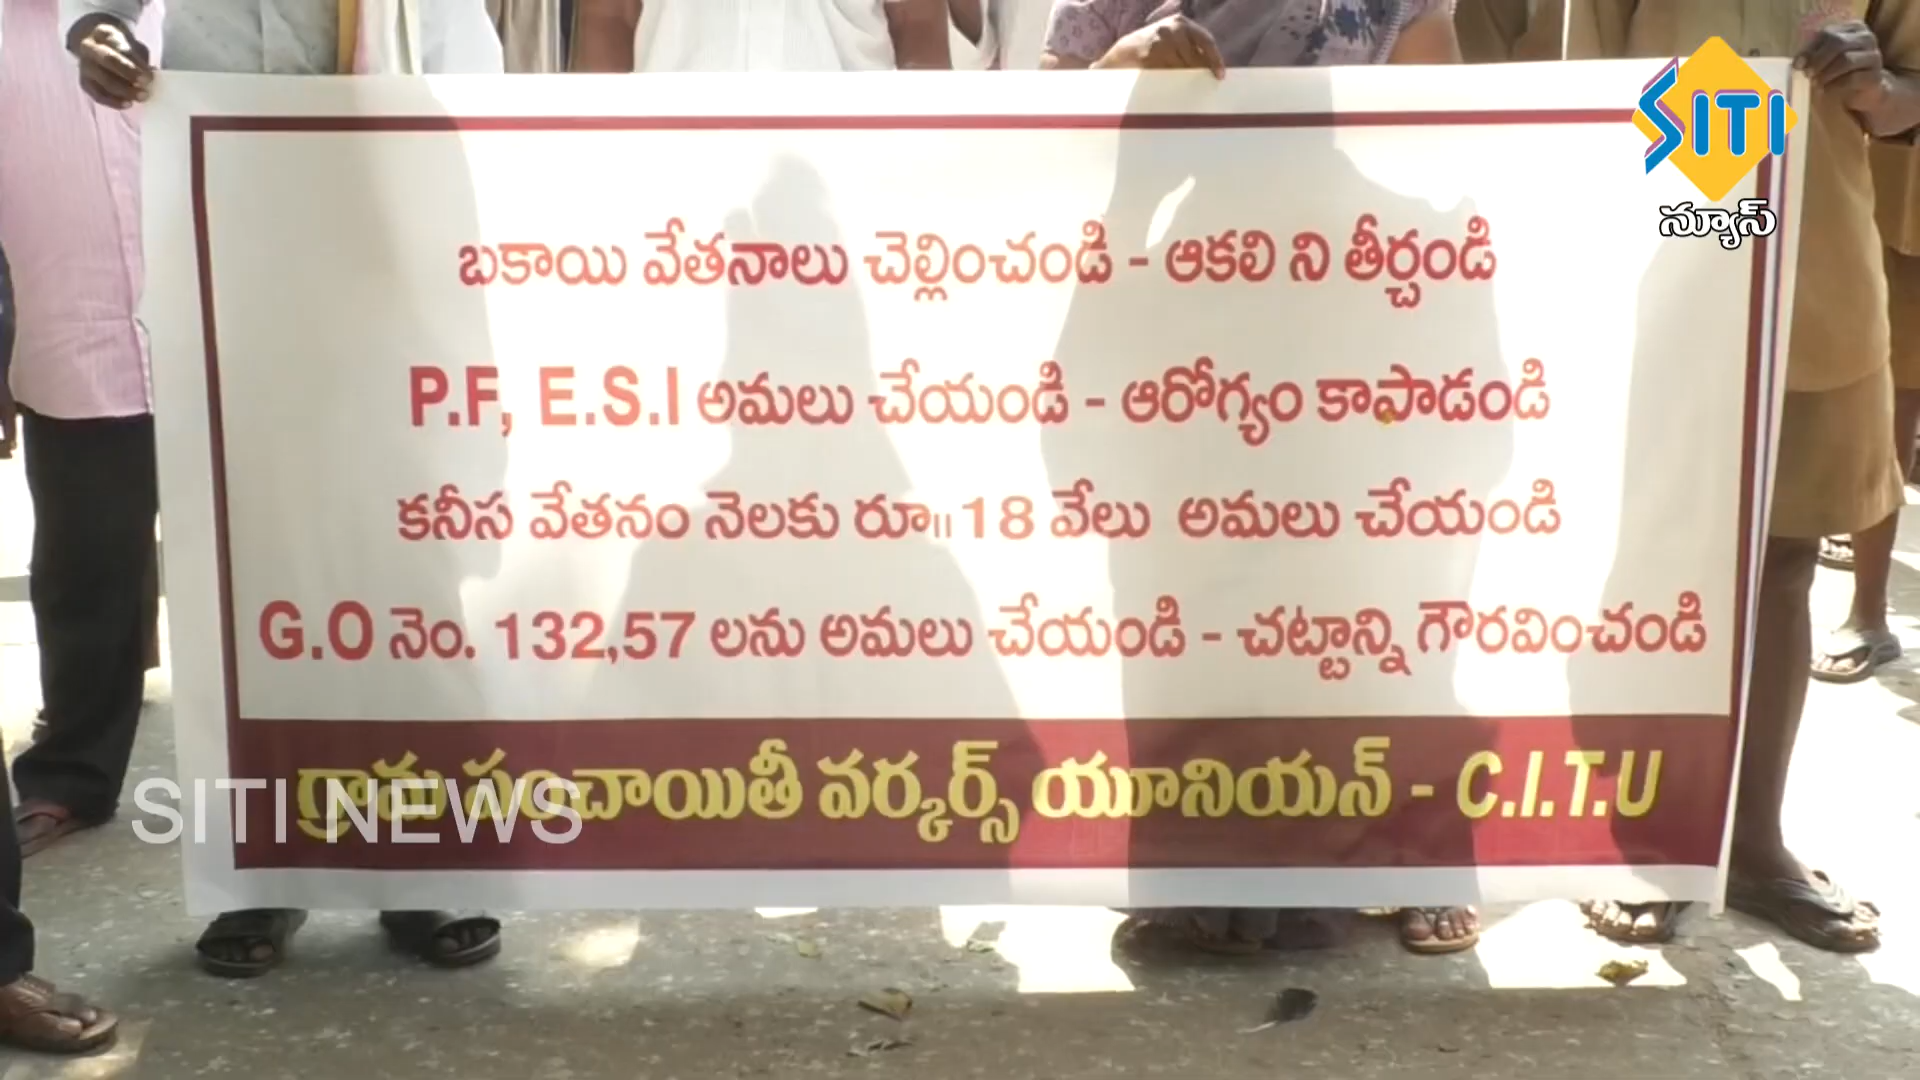 SITI
న్యూస్
బకాయి వేతనాలు చెల్లించండి - ఆకలి ని తీర్చండి
P.F, E.S.I అమలు చేయండి - ఆరోగ్యం కాపాడండి
కనీస వేతనం నెలకు రూ॥18 వేలు అమలు చేయండి
G.O నెం. 132,57 లను అమలు చేయండి - చట్టాన్ని గౌరవించండి
గ్రామ పంచాయితీ వర్కర్స్ యూనియన్ - C.I.T.U
SITI NEWS